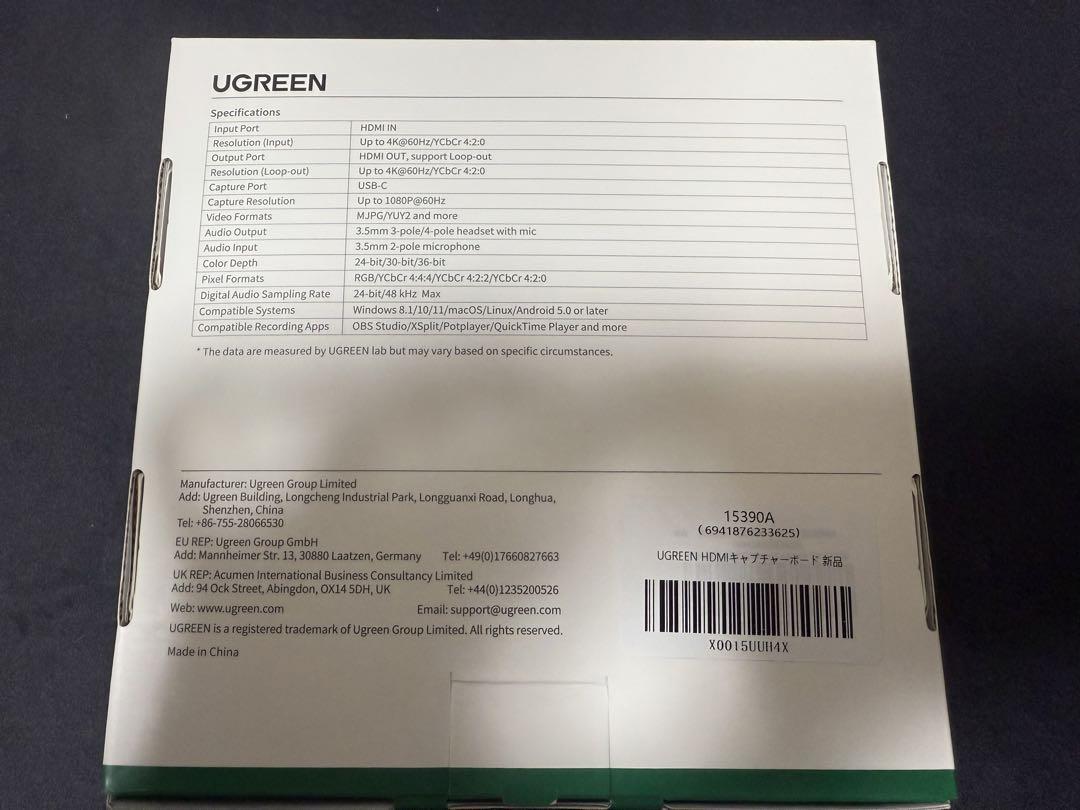 UGREEN
Specifications
Input Port HDMI IN
Resolution (Input) Up to 4K@60Hz/YCbCr 4:2:0
Output Port HDMI OUT, support Loop-out
Resolution (Loop-out) Up to 4K@60Hz/YCbCr 4:2:0
Capture Port USB-C
Capture Resolution Up to 1080P@60Hz
Video Formats MJPG/YUY2 and more
Audio Output 3.5mm 3-pole/4-pole headset with mic
Audio Input 3.5mm 2-pole microphone
Color Depth 24-bit/30-bit/36-bit
Pixel Formats RGB/YCbCr 4:4:4/YCbCr 4:2:2/YCbCr 4:2:0
Digital Audio Sampling Rate 24-bit/48 kHz Max
Compatible Systems Windows 8.1/10/11/macOS/Linux/Android 5.0 or later
Compatible Recording Apps OBS Studio/XSplit/Potplayer/QuickTime Player and more
* The data are measured by UGREEN lab but may vary based on specific circumstances.
Manufacturer: Ugreen Group Limited
Add: Ugreen Building, Longcheng Industrial Park, Longguanxi Road, Longhua,
Shenzhen, China
Tel: +86-755-28066530
EU REP: Ugreen Group GmbH
Add: Mannheimer Str. 13, 30880 Laatzen, Germany Tel: +49(0)17660827663
UK REP: Acumen International Business Consultancy Limited
Add: 94 Ock Street, Abingdon, OX14 5DH, UK Tel: +44(0)1235200526
Web: www.ugreen.com Email: support@ugreen.com
UGREEN is a registered trademark of Ugreen Group Limited. All rights reserved.
Made in China
15390A
(6941876233625)
UGREEN HDMIキャプチャーボード 新品
X0015UUH4X